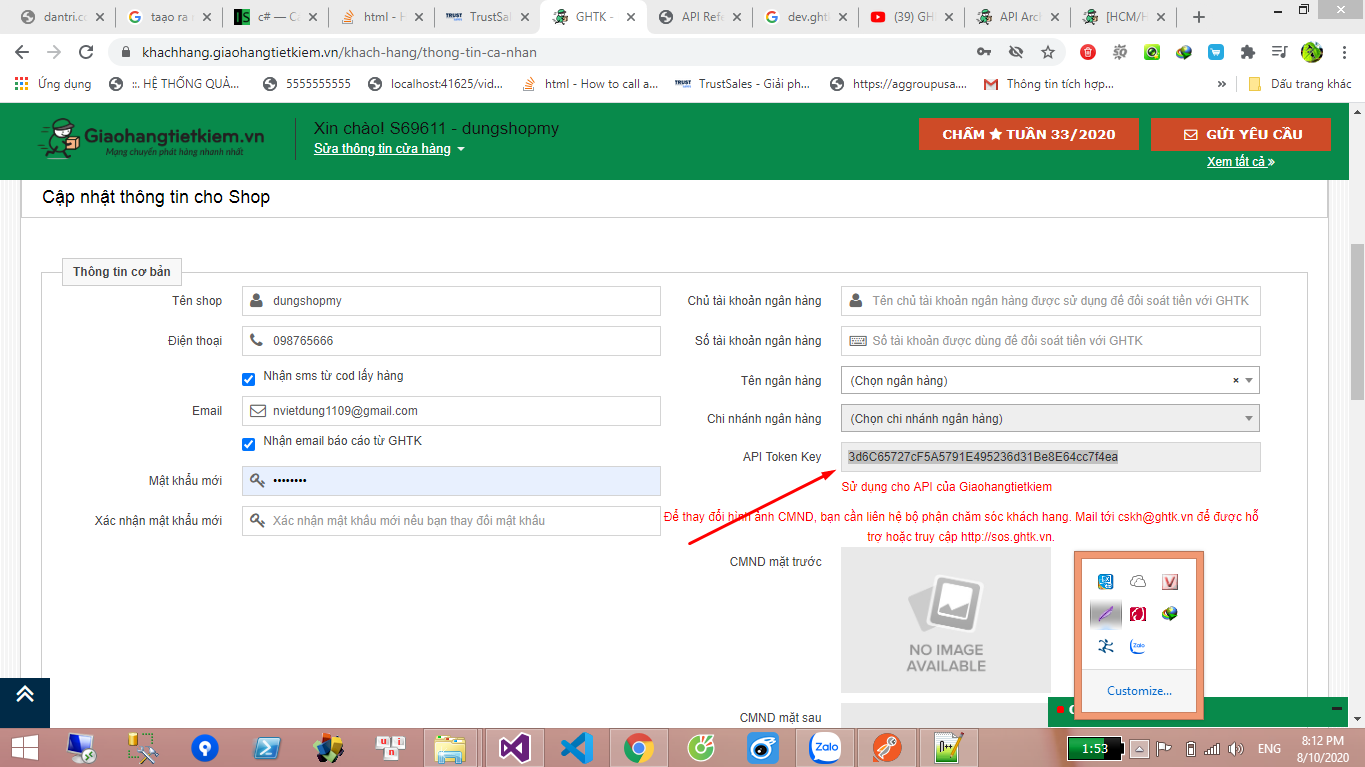 dantri.c
taạo ra
c# — Ca
html - H
TrustSal
GHTK -
API Refe
dev.ght
(39) GH
API Arc
[HCM/H
khachhang.giaohangtietkiem.vn/khach-hang/thong-tin-ca-nhan
Ứng dụng
::. HỆ THỐNG QUẢ...
5555555555
localhost:41625/vid...
html - How to call a...
TrustSales - Giải ph...
https://aggroupusa....
Thông tin tích hợp...
»
Dấu trang khác
Giaohangtietkiem.vn
Mạng chuyển phát hàng nhanh nhất
Xin chào! S69611 - dungshopmy
Sửa thông tin cửa hàng
CHẤM ★ TUẦN 33/2020
GỬI YÊU CẦU
Xem tất cả »
Cập nhật thông tin cho Shop
Thông tin cơ bản
Tên shop
dungshopmy
Điện thoại
098765666
Nhận sms từ cod lấy hàng
Email
nvietdung1109@gmail.com
Nhận email báo cáo từ GHTK
Mật khẩu mới
••••••••
Xác nhận mật khẩu mới
Xác nhận mật khẩu mới nếu bạn thay đổi mật khẩu
Chủ tài khoản ngân hàng
Tên chủ tài khoản ngân hàng được sử dụng để đối soát tiền với GHTK
Số tài khoản ngân hàng
Số tài khoản được dùng để đối soát tiền với GHTK
Tên ngân hàng
(Chọn ngân hàng)
×
Chi nhánh ngân hàng
(Chọn chi nhánh ngân hàng)
API Token Key
3d6C65727cF5A5791E495236d31Be8E64cc7f4ea
Sử dụng cho API của Giaohangtietkiem
Để thay đổi hình ảnh CMND, bạn cần liên hệ bộ phận chăm sóc khách hang. Mail tới cskh@ghtk.vn để được hỗ
trợ hoặc truy cập http://sos.ghtk.vn.
CMND mặt trước
NO IMAGE
AVAILABLE
CMND mặt sau
Zalo
Customize...
Zalo
1:53
ENG
8:12 PM
8/10/2020